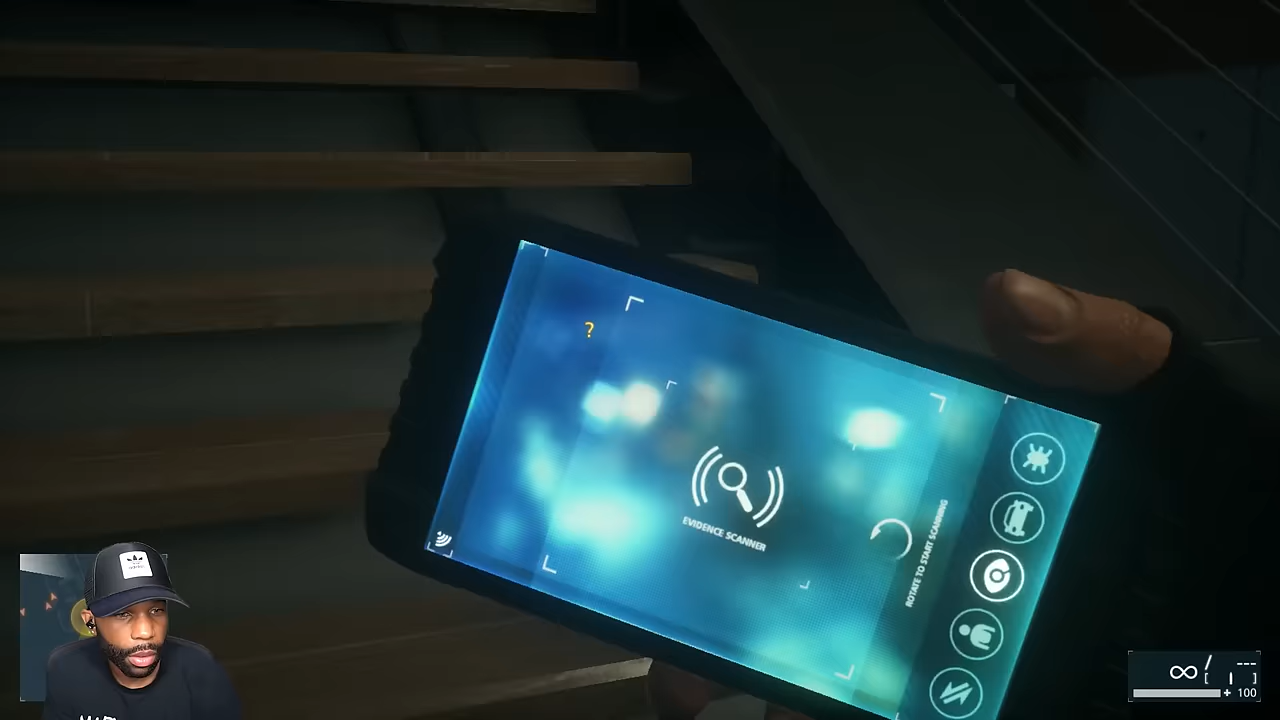 ?
EVIDENCE SCANNER
ROTATE TO START SCANNING
∞ / ---
+ 100